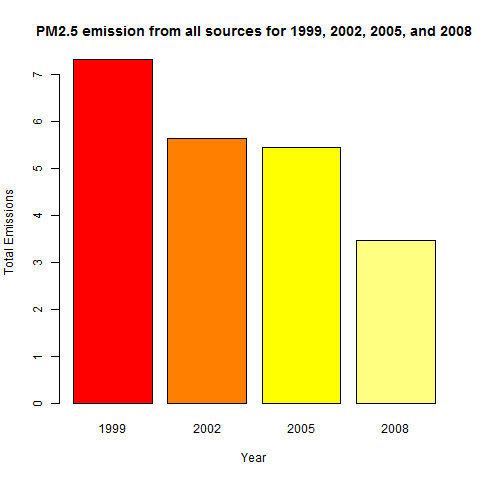 PM2.5 emission from all sources for 1999, 2002, 2005, and 2008
Total Emissions
7
6
5
4
3
2
1
0
1999 2002 2005 2008
Year